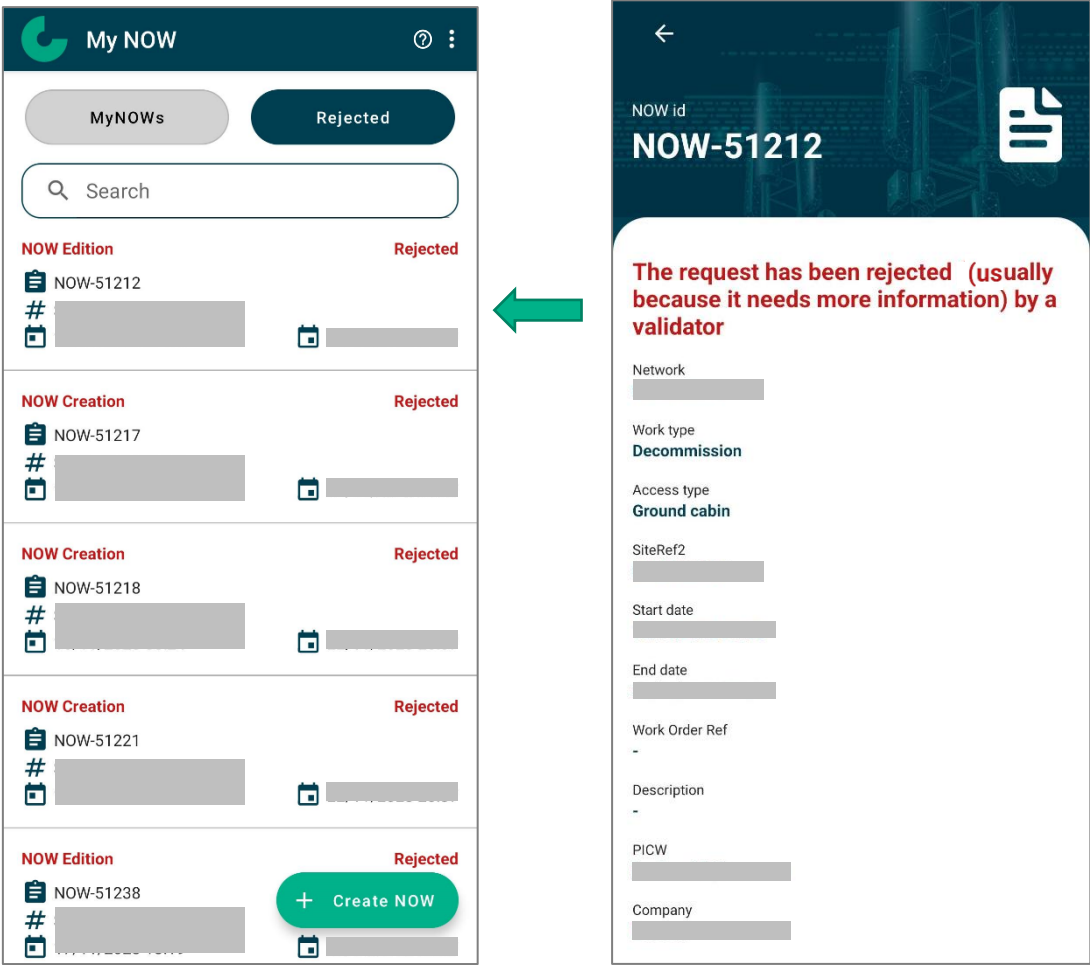 My NOW
MyNOWs
Rejected
Search
NOW Edition
Rejected
NOW-51212
#
NOW Creation
Rejected
NOW-51217
#
NOW Creation
Rejected
NOW-51218
#
NOW Creation
Rejected
NOW-51221
#
NOW Edition
Rejected
NOW-51238
#
+ Create NOW
NOW id
NOW-51212
The request has been rejected (usually
because it needs more information) by a
validator
Network
Work type
Decommission
Access type
Ground cabin
SiteRef2
Start date
End date
Work Order Ref
-
Description
-
PICW
Company